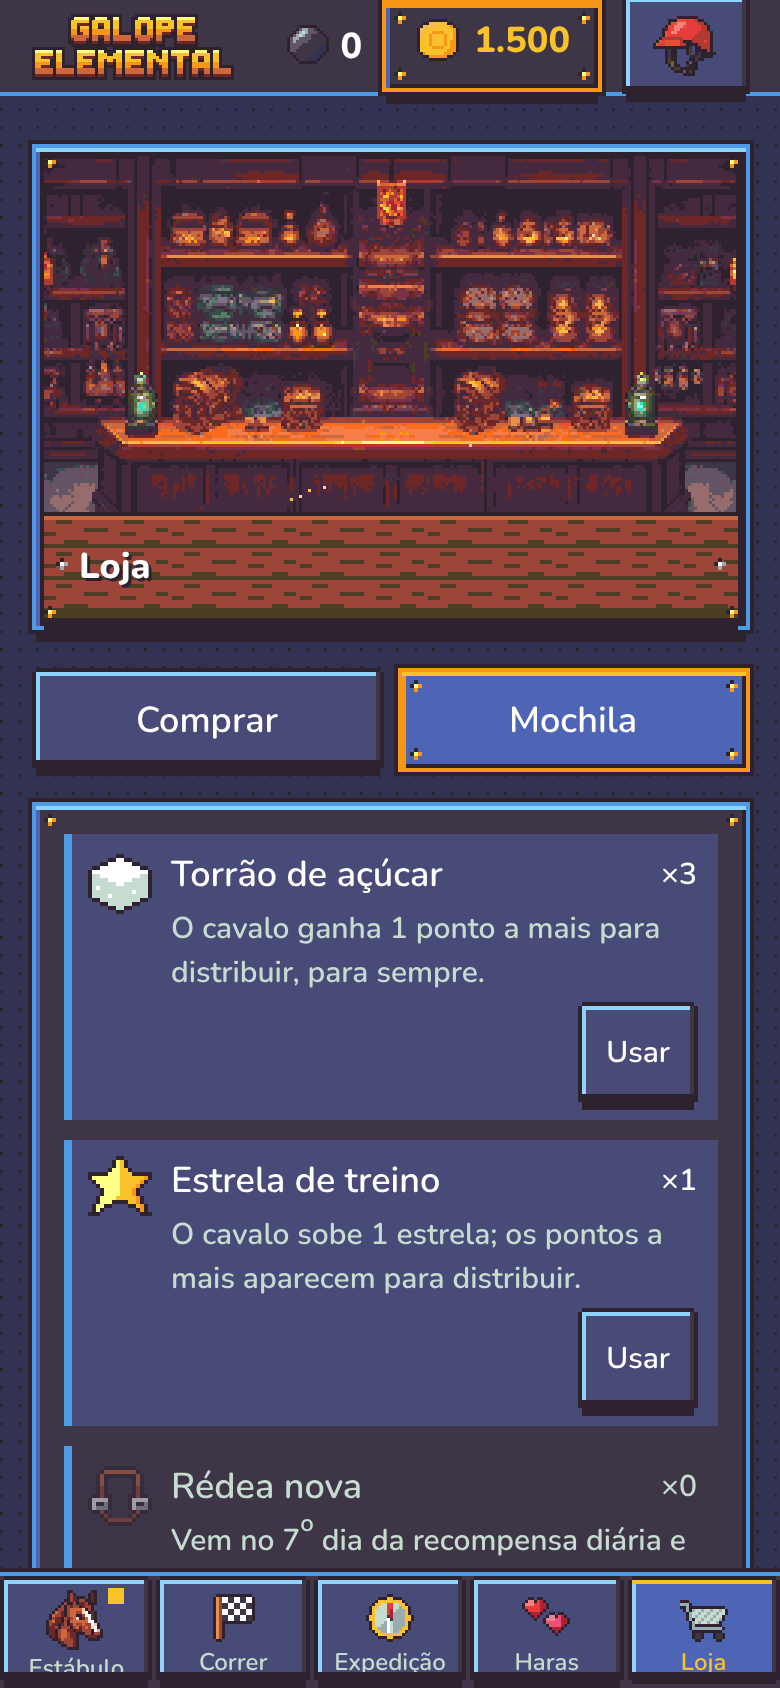 GALOPE
ELEMENTAL
0
1.500
Loja
Comprar
Mochila
Torrão de açúcar
×3
O cavalo ganha 1 ponto a mais para
distribuir, para sempre.
Usar
Estrela de treino
×1
O cavalo sobe 1 estrela; os pontos a
mais aparecem para distribuir.
Usar
Rédea nova
×0
Vem no 7º dia da recompensa diária e
Estábulo
Correr
Expedição
Haras
Loja